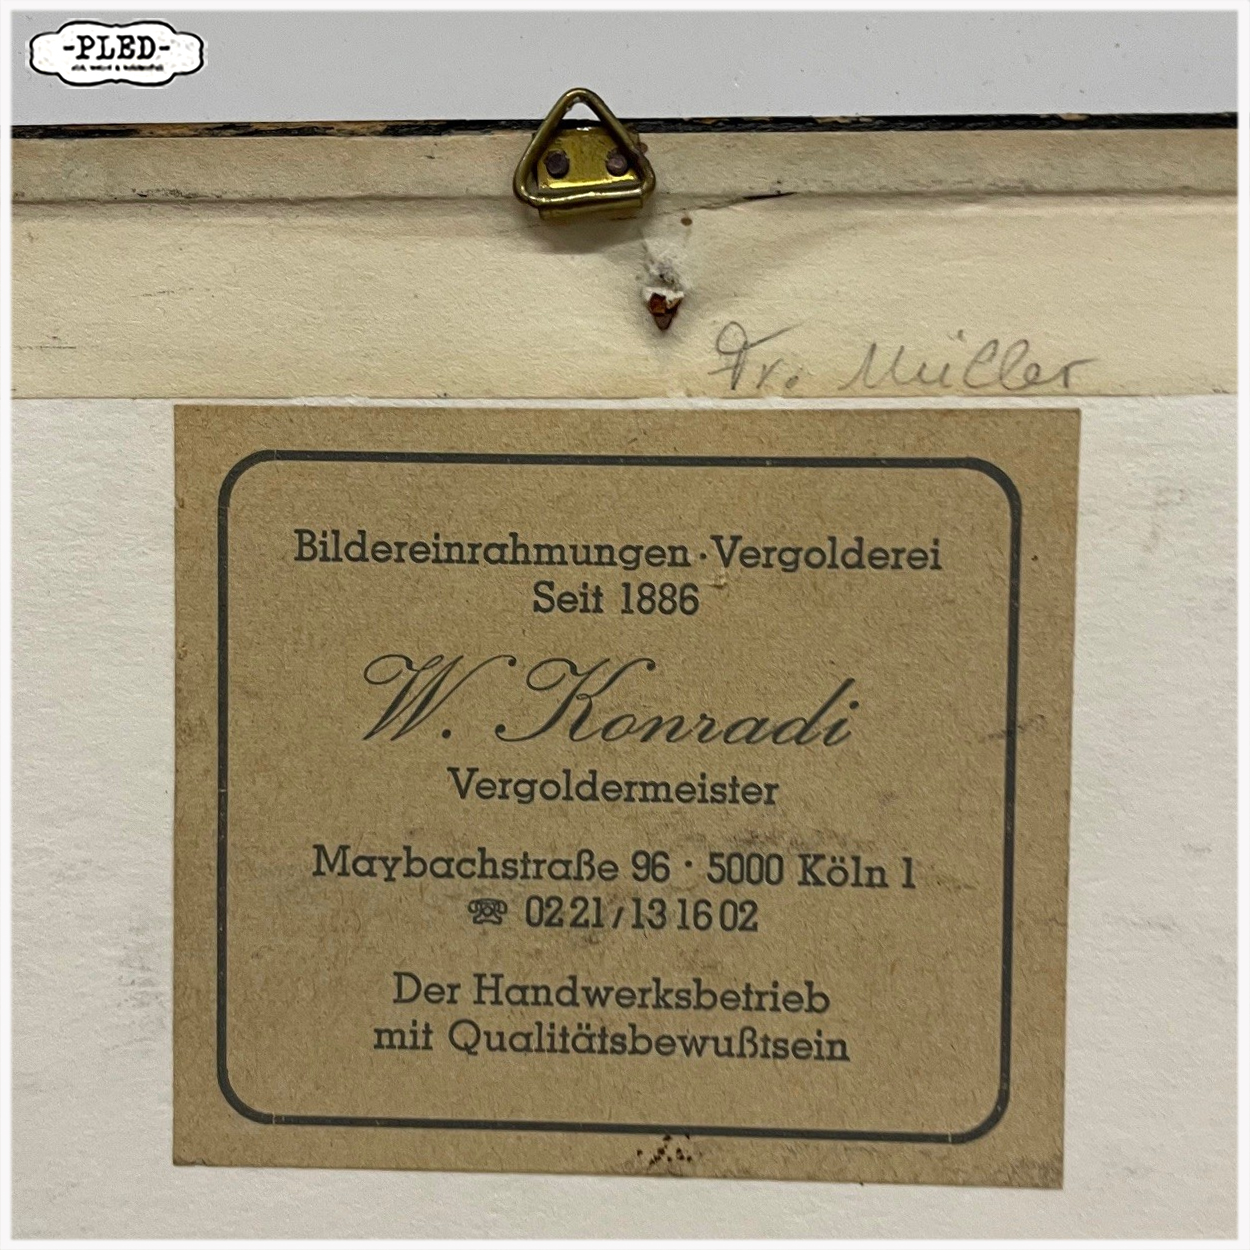 -PLED-
Dr. Müller
Bildereinrahmungen · Vergolderei
Seit 1886
W. Konradi
Vergoldermeister
Maybachstraße 96 · 5000 Köln 1
☎ 0221/131602
Der Handwerksbetrieb
mit Qualitätsbewußtsein